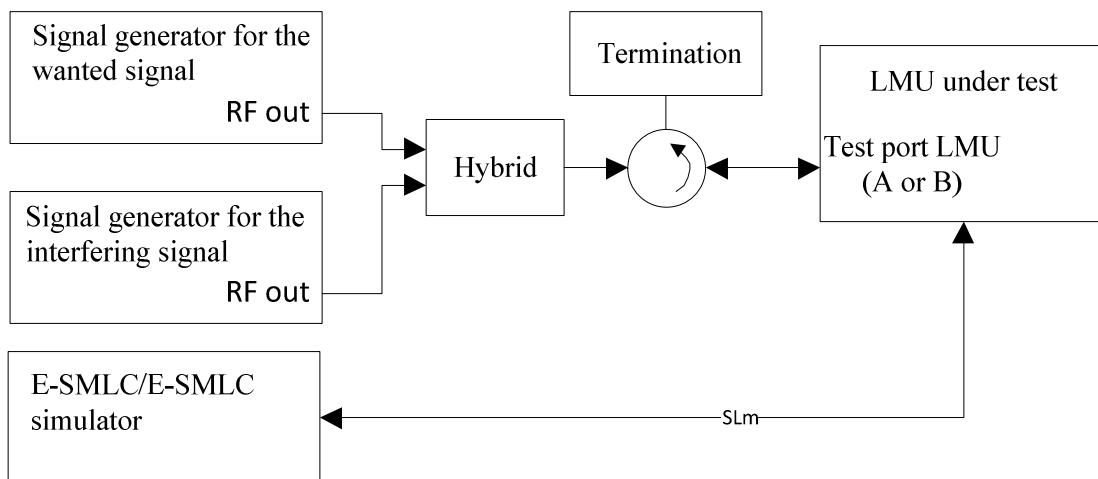 Signal generator for the
wanted signal
RF out
Signal generator for the
interfering signal
RF out
Hybrid
Termination
LMU under test
Test port LMU
(A or B)
E-SMLC/E-SMLC
simulator
SLm